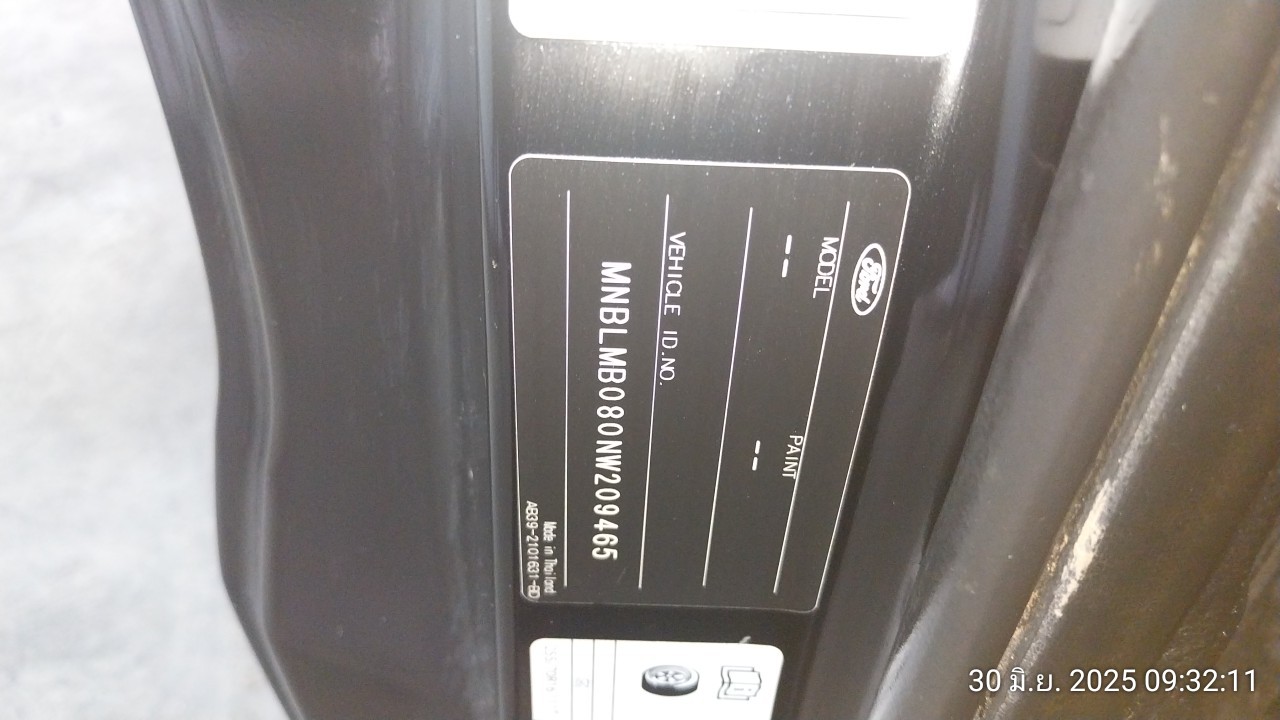 Ford
MODEL
PAINT
--
--
VEHICLE ID.NO.
MNBLMB080NW209465
Made in Thailand
AB39-2101631-BD
30 มิ.ย. 2025 09:32:11